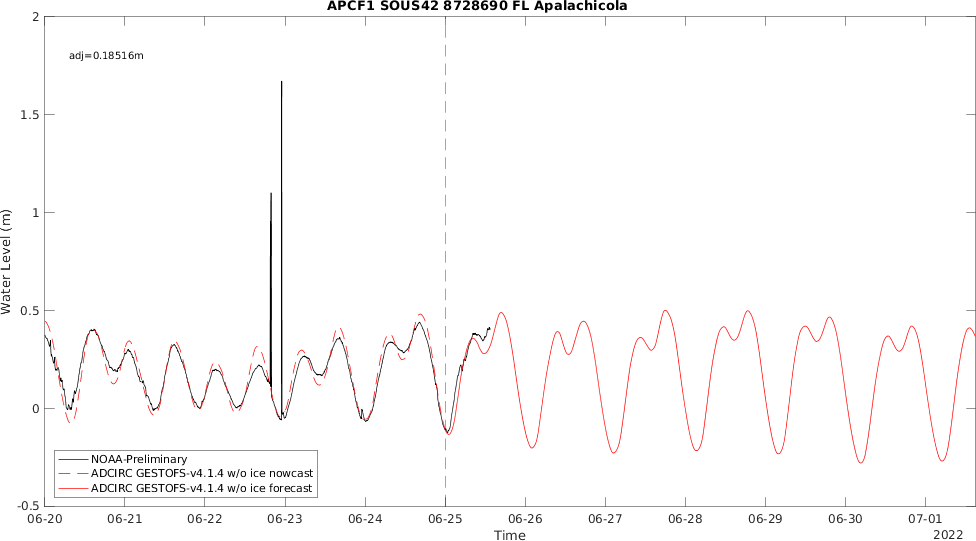 APCF1 SOUS42 8728690 FL Apalachicola
adj=0.18516m
Water Level (m)
2
1.5
1
0.5
0
-0.5
NOAA-Preliminary
ADCIRC GESTOFS-v4.1.4 w/o ice nowcast
ADCIRC GESTOFS-v4.1.4 w/o ice forecast
06-20 06-21 06-22 06-23 06-24 06-25 06-26 06-27 06-28 06-29 06-30 07-01
Time
2022